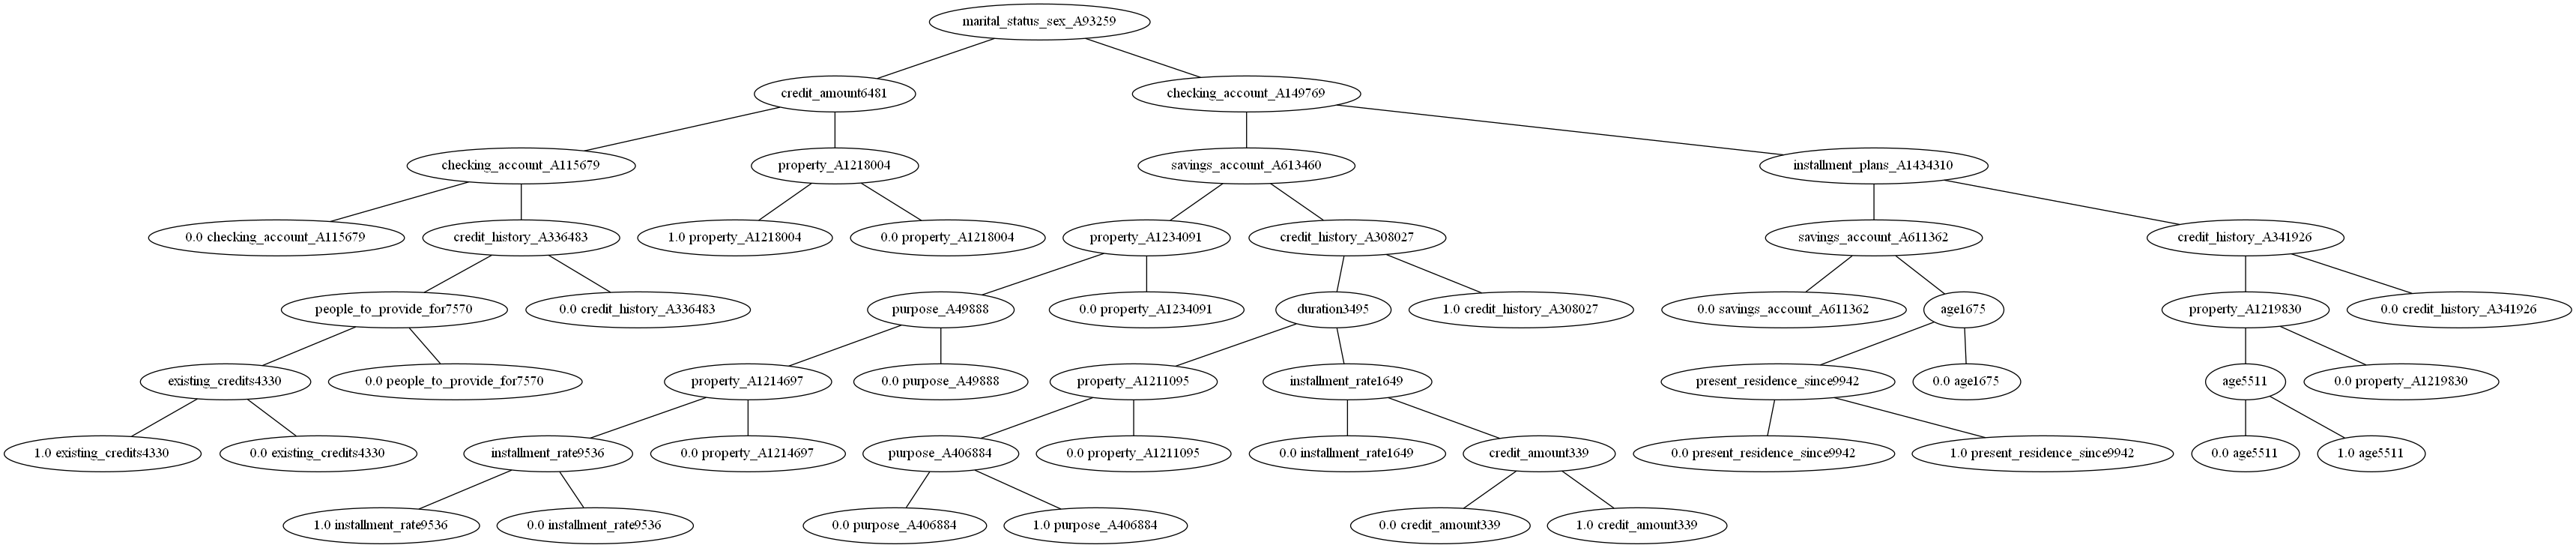 marital_status_sex_A93259
credit_amount6481
checking_account_A149769
checking_account_A115679
property_A1218004
savings_account_A613460
installment_plans_A1434310
0.0 checking_account_A115679
credit_history_A336483
1.0 property_A1218004
0.0 property_A1218004
property_A1234091
credit_history_A308027
savings_account_A611362
credit_history_A341926
people_to_provide_for7570
0.0 credit_history_A336483
purpose_A49888
0.0 property_A1234091
duration3495
1.0 credit_history_A308027
0.0 savings_account_A611362
age1675
property_A1219830
0.0 credit_history_A341926
existing_credits4330
0.0 people_to_provide_for7570
property_A1214697
0.0 purpose_A49888
property_A1211095
installment_rate1649
present_residence_since9942
0.0 age1675
age5511
0.0 property_A1219830
1.0 existing_credits4330
0.0 existing_credits4330
installment_rate9536
0.0 property_A1214697
purpose_A406884
0.0 property_A1211095
0.0 installment_rate1649
credit_amount339
0.0 present_residence_since9942
1.0 present_residence_since9942
0.0 age5511
1.0 age5511
1.0 installment_rate9536
0.0 installment_rate9536
0.0 purpose_A406884
1.0 purpose_A406884
0.0 credit_amount339
1.0 credit_amount339